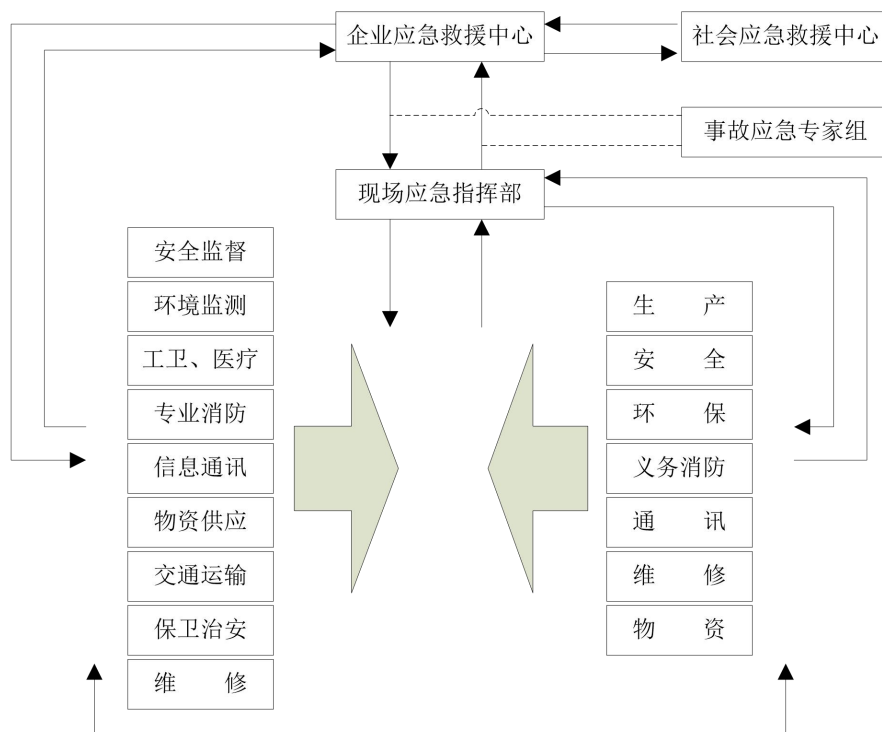 企业应急救援中心
社会应急救援中心
事故应急专家组
现场应急指挥部
安全监督
环境监测
工卫、医疗
专业消防
信息通讯
物资供应
交通运输
保卫治安
维 修
生 产
安 全
环 保
义务消防
通 讯
维 修
物 资